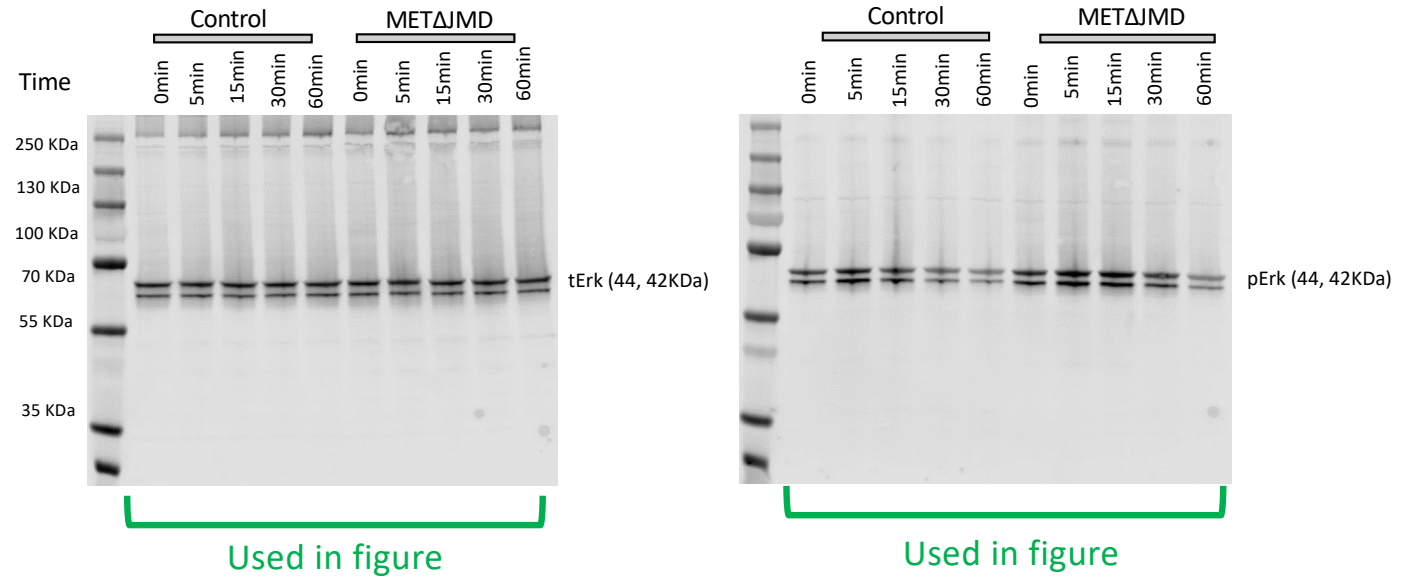 Control METΔJMD
Time 0min 5min 15min 30min 60min 0min 5min 15min 30min 60min
250 KDa
130 KDa
100 KDa
70 KDa
55 KDa
35 KDa
tErk (44, 42KDa)
Used in figure
Control METΔJMD
0min 5min 15min 30min 60min 0min 5min 15min 30min 60min
pErk (44, 42KDa)
Used in figure